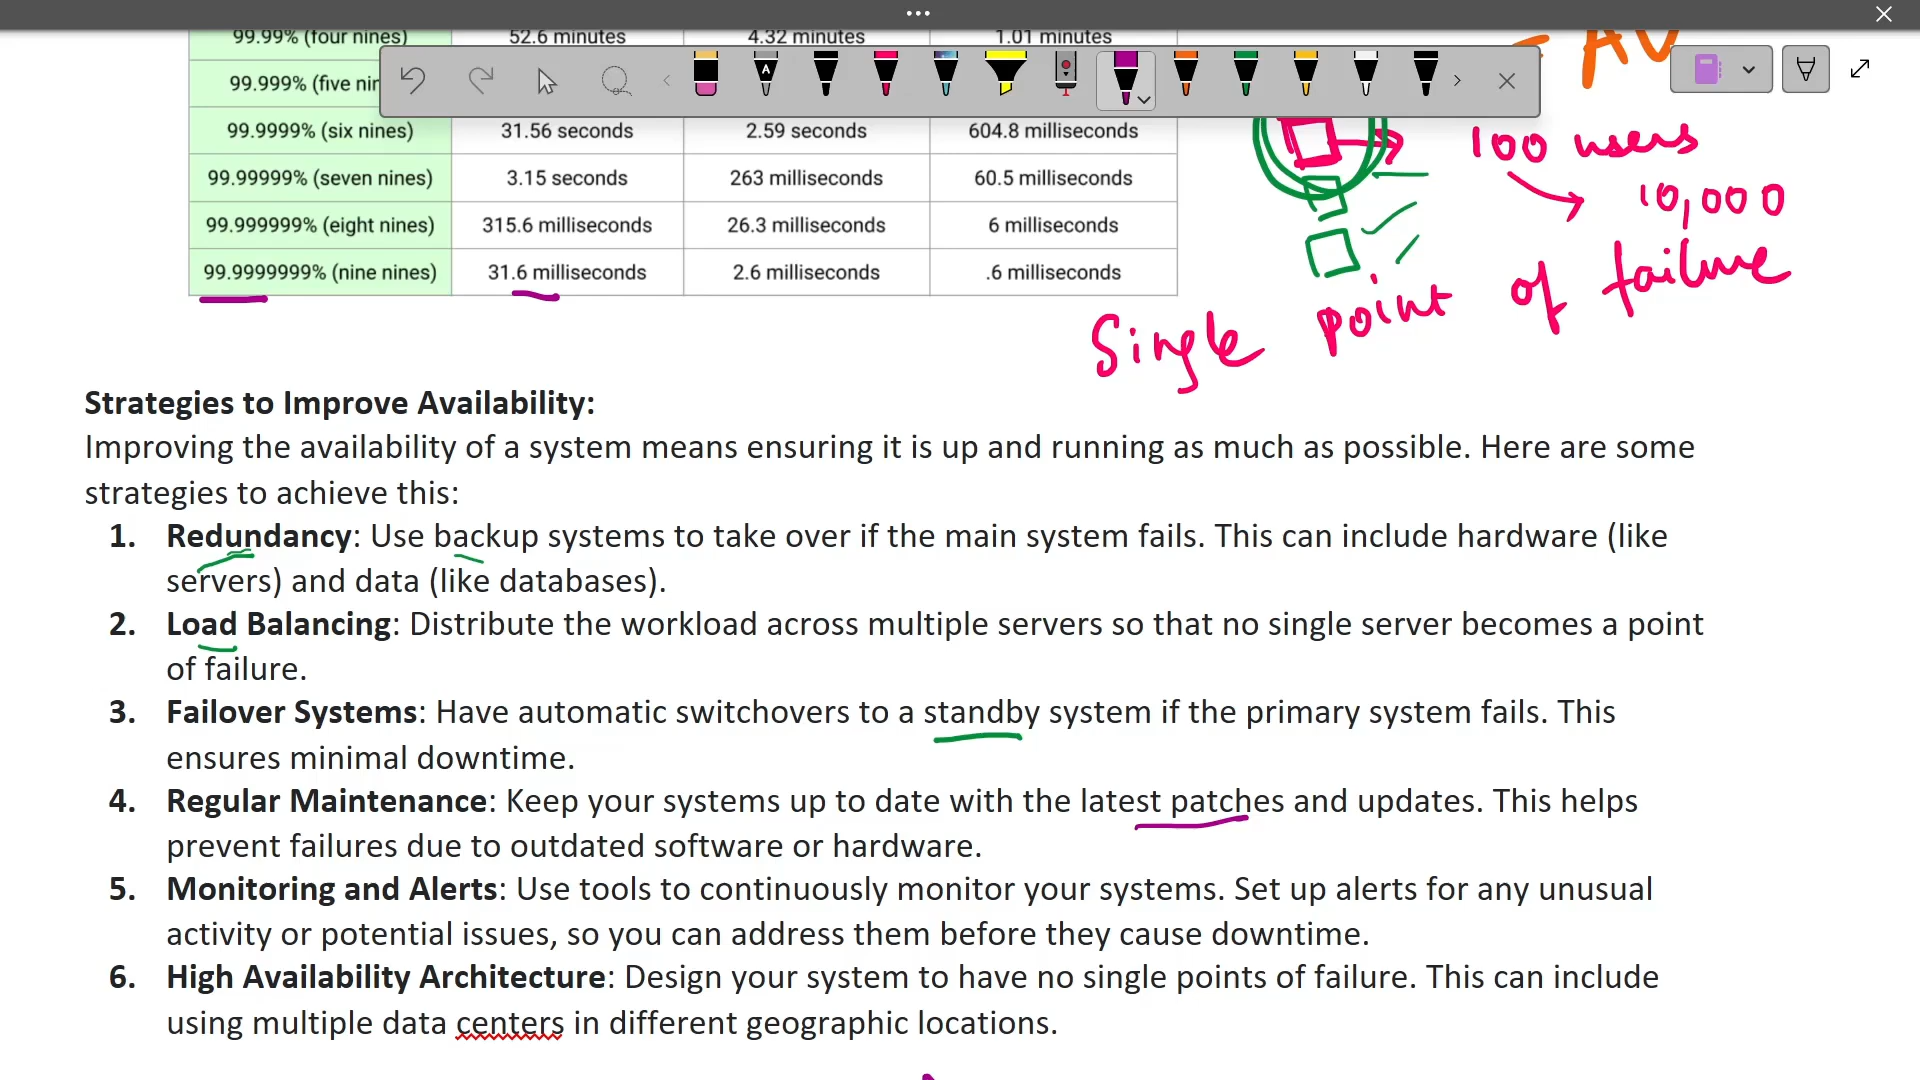 99.99% (four nines) 52.6 minutes 4.32 minutes 1.01 minutes
99.999% (five nin
99.9999% (six nines) 31.56 seconds 2.59 seconds 604.8 milliseconds
99.99999% (seven nines) 3.15 seconds 263 milliseconds 60.5 milliseconds
99.999999% (eight nines) 315.6 milliseconds 26.3 milliseconds 6 milliseconds
99.9999999% (nine nines) 31.6 milliseconds 2.6 milliseconds .6 milliseconds
A
100 users
10,000
Single point of failure
Strategies to Improve Availability:
Improving the availability of a system means ensuring it is up and running as much as possible. Here are some
strategies to achieve this:
1. Redundancy: Use backup systems to take over if the main system fails. This can include hardware (like
servers) and data (like databases).
2. Load Balancing: Distribute the workload across multiple servers so that no single server becomes a point
of failure.
3. Failover Systems: Have automatic switchovers to a standby system if the primary system fails. This
ensures minimal downtime.
4. Regular Maintenance: Keep your systems up to date with the latest patches and updates. This helps
prevent failures due to outdated software or hardware.
5. Monitoring and Alerts: Use tools to continuously monitor your systems. Set up alerts for any unusual
activity or potential issues, so you can address them before they cause downtime.
6. High Availability Architecture: Design your system to have no single points of failure. This can include
using multiple data centers in different geographic locations.